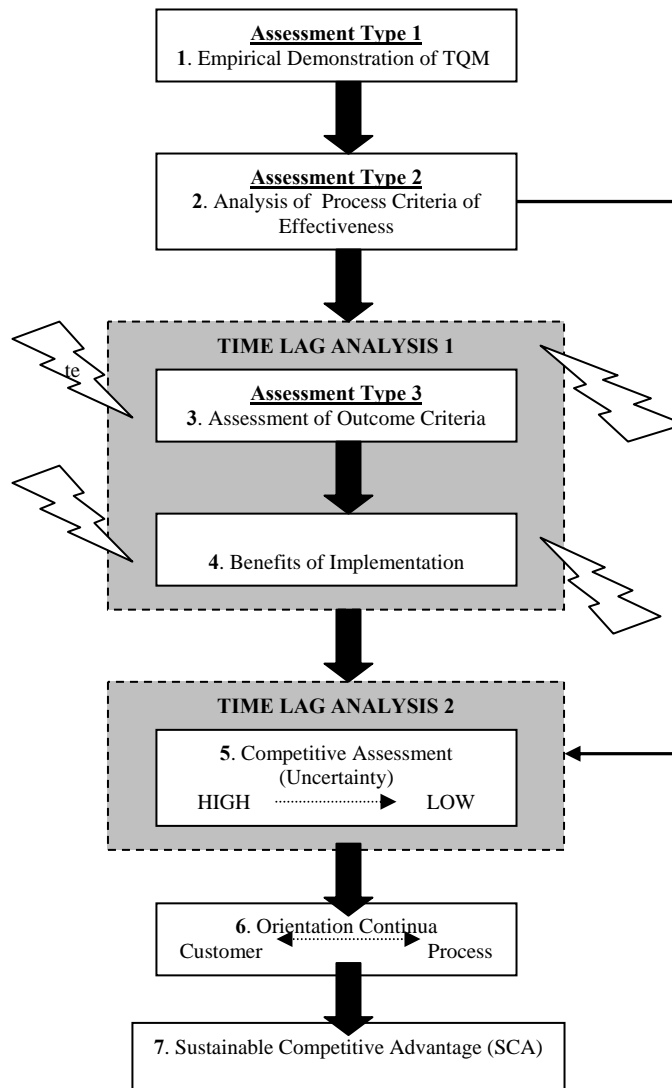 Assessment Type 1
1. Empirical Demonstration of TQM
Assessment Type 2
2. Analysis of Process Criteria of
Effectiveness
TIME LAG ANALYSIS 1
te
Assessment Type 3
3. Assessment of Outcome Criteria
4. Benefits of Implementation
TIME LAG ANALYSIS 2
5. Competitive Assessment
(Uncertainty)
HIGH LOW
6. Orientation Continua
Customer Process
7. Sustainable Competitive Advantage (SCA)